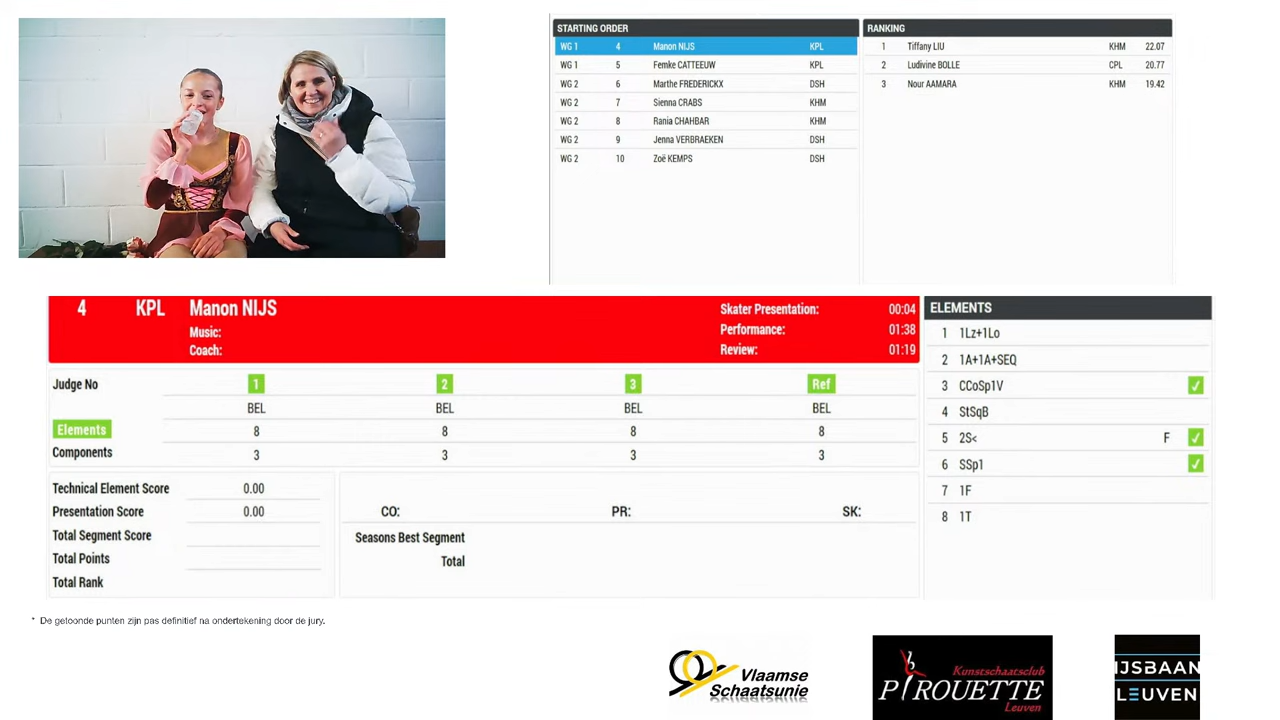 STARTING ORDER
WG 1 4 Manon NIJS KPL
WG 1 5 Femke CATTEEUW KPL
WG 2 6 Marthe FREDERICKX DSH
WG 2 7 Sienna CRABS KHM
WG 2 8 Rania CHAHBAR KHM
WG 2 9 Jenna VERBRAEKEN DSH
WG 2 10 Zoë KEMPS DSH
RANKING
1 Tiffany LIU KHM 22.07
2 Ludivine BOLLE CPL 20.77
3 Nour AAMARA KHM 19.42
4 KPL Manon NIJS
Music:
Coach:
Skater Presentation: 00:04
Performance: 01:38
Review: 01:19
Judge No 1 2 3 Ref
BEL BEL BEL BEL
Elements 8 8 8 8
Components 3 3 3 3
Technical Element Score 0.00
Presentation Score 0.00
Total Segment Score
Total Points
Total Rank
CO: PR: SK:
Seasons Best Segment
Total
ELEMENTS
1 1Lz+1Lo
2 1A+1A+SEQ
3 CCoSp1V ✓
4 StSqB
5 2S< F ✓
6 SSp1 ✓
7 1F
8 1T
* De getoonde punten zijn pas definitief na ondertekening door de jury.
Vlaamse
Schaatsunie
Kunstschaatsclub
PIROUETTE
Leuven
IJSBAAN
LEUVEN